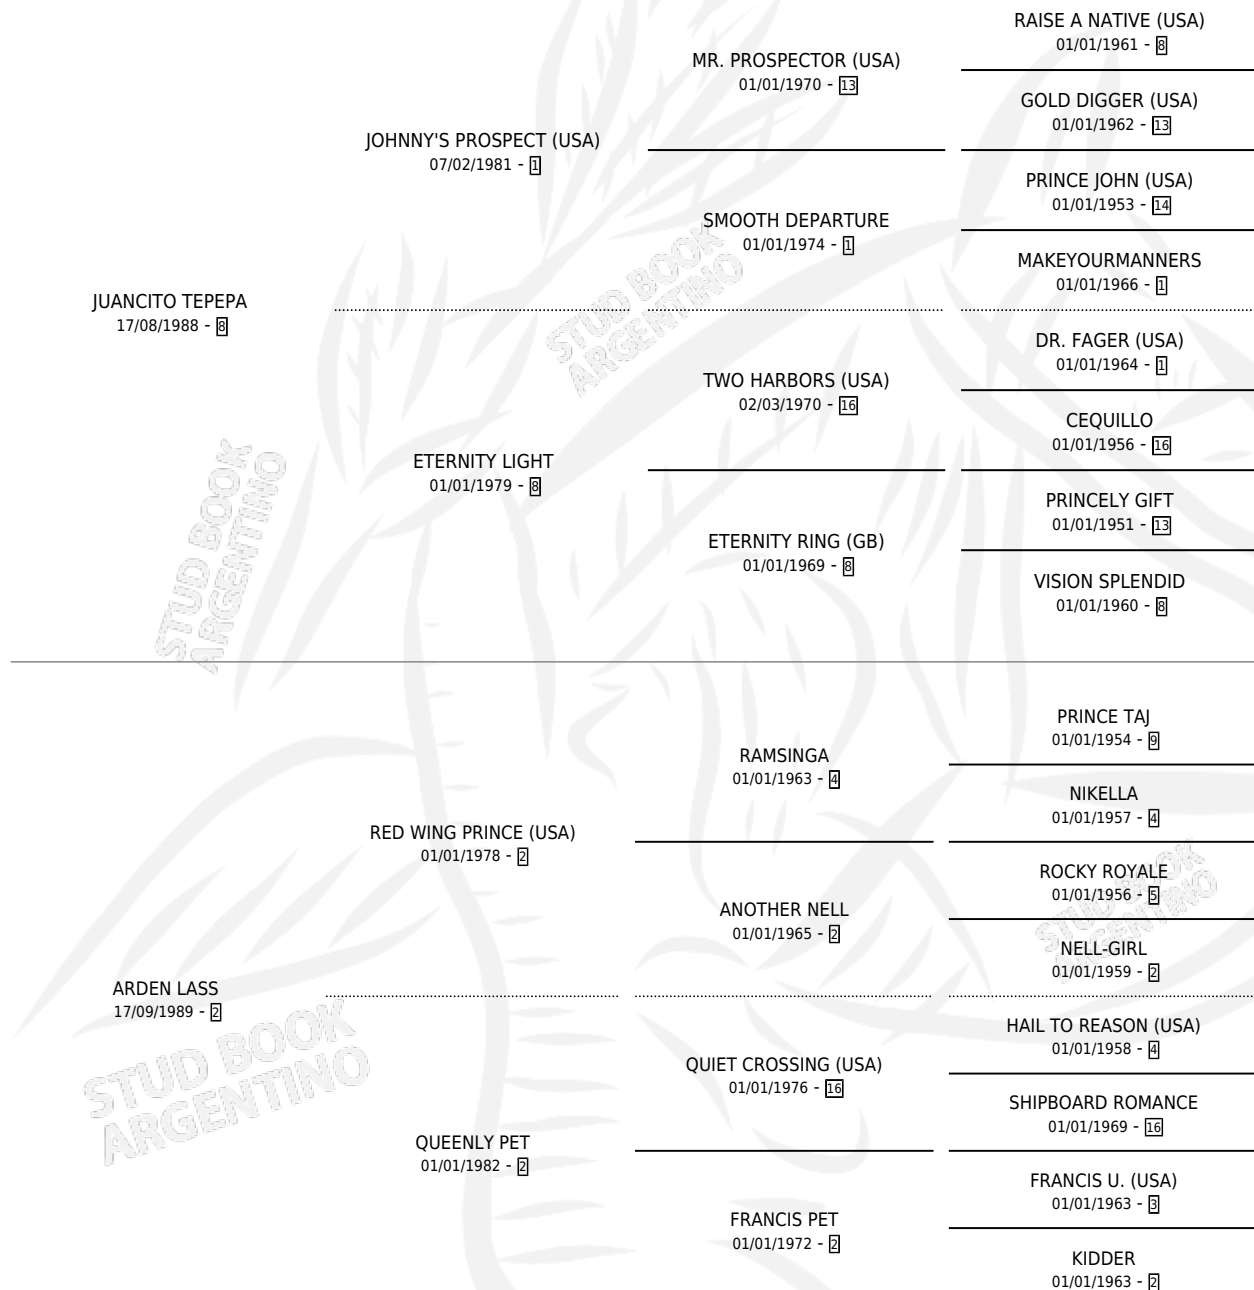 RAISE A NATIVE (USA)
01/01/1961 - 8
MR. PROSPECTOR (USA)
01/01/1970 - 13
GOLD DIGGER (USA)
01/01/1962 - 13
JOHNNY'S PROSPECT (USA)
07/02/1981 - 1
PRINCE JOHN (USA)
01/01/1953 - 14
SMOOTH DEPARTURE
01/01/1974 - 1
MAKEYOURMANNERS
01/01/1966 - 1
JUANCITO TEPEPA
17/08/1988 - 8
DR. FAGER (USA)
01/01/1964 - 1
TWO HARBORS (USA)
02/03/1970 - 16
CEQUILLO
01/01/1956 - 16
ETERNITY LIGHT
01/01/1979 - 8
PRINCELY GIFT
01/01/1951 - 13
ETERNITY RING (GB)
01/01/1969 - 8
VISION SPLENDID
01/01/1960 - 8
STUD BOOK
ARGENTINO
STUD BOOK
ARGENTINO
PRINCE TAJ
01/01/1954 - 9
RAMSINGA
01/01/1963 - 4
NIKELLA
01/01/1957 - 4
RED WING PRINCE (USA)
01/01/1978 - 2
ROCKY ROYALE
01/01/1956 - 5
ANOTHER NELL
01/01/1965 - 2
NELL-GIRL
01/01/1959 - 2
STUD BOOK
ARGENTINO
ARDEN LASS
17/09/1989 - 2
HAIL TO REASON (USA)
01/01/1958 - 4
QUIET CROSSING (USA)
01/01/1976 - 16
SHIPBOARD ROMANCE
01/01/1969 - 16
QUEENLY PET
01/01/1982 - 2
FRANCIS U. (USA)
01/01/1963 - 3
FRANCIS PET
01/01/1972 - 2
KIDDER
01/01/1963 - 2
STUD BOOK
ARGENTINO